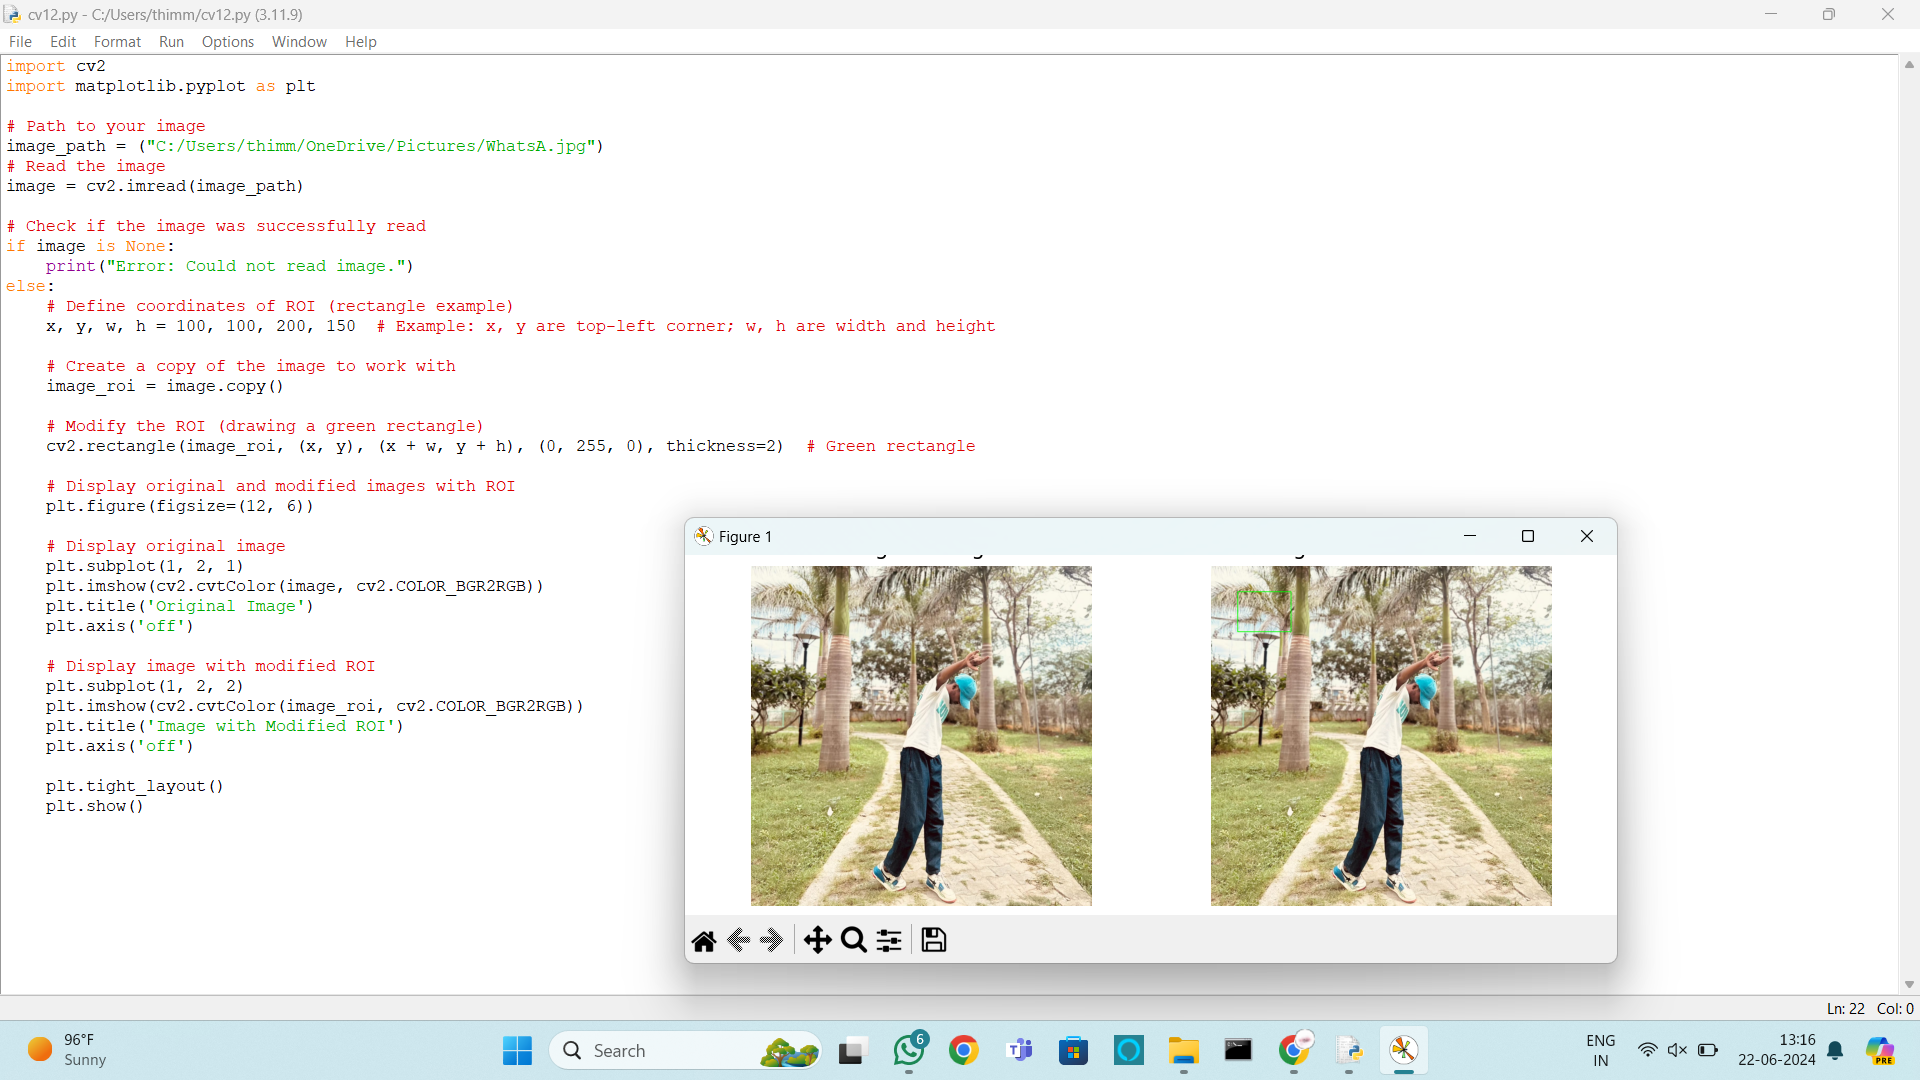 cv12.py - C:/Users/thimm/cv12.py (3.11.9)
File Edit Format Run Options Window Help
import cv2
import matplotlib.pyplot as plt
# Path to your image
image_path = ("C:/Users/thimm/OneDrive/Pictures/WhatsA.jpg")
# Read the image
image = cv2.imread(image_path)
# Check if the image was successfully read
if image is None:
    print("Error: Could not read image.")
else:
    # Define coordinates of ROI (rectangle example)
    x, y, w, h = 100, 100, 200, 150  # Example: x, y are top-left corner; w, h are width and height
    # Create a copy of the image to work with
    image_roi = image.copy()
    # Modify the ROI (drawing a green rectangle)
    cv2.rectangle(image_roi, (x, y), (x + w, y + h), (0, 255, 0), thickness=2)  # Green rectangle
    # Display original and modified images with ROI
    plt.figure(figsize=(12, 6))
    # Display original image
    plt.subplot(1, 2, 1)
    plt.imshow(cv2.cvtColor(image, cv2.COLOR_BGR2RGB))
    plt.title('Original Image')
    plt.axis('off')
    # Display image with modified ROI
    plt.subplot(1, 2, 2)
    plt.imshow(cv2.cvtColor(image_roi, cv2.COLOR_BGR2RGB))
    plt.title('Image with Modified ROI')
    plt.axis('off')
    plt.tight_layout()
    plt.show()
Figure 1
Ln: 22 Col: 0
96°F
Sunny
Search
6
ENG
IN
13:16
22-06-2024
PRE